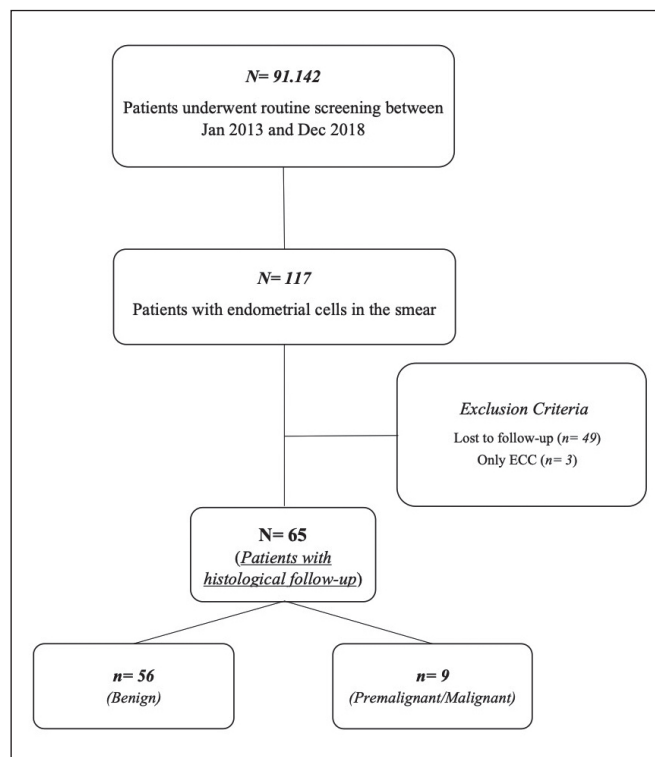 N= 91.142
Patients underwent routine screening between
Jan 2013 and Dec 2018
N= 117
Patients with endometrial cells in the smear
Exclusion Criteria
Lost to follow-up (n= 49)
Only ECC (n= 3)
N= 65
(Patients with
histological follow-up)
n= 56
(Benign)
n= 9
(Premalignant/Malignant)